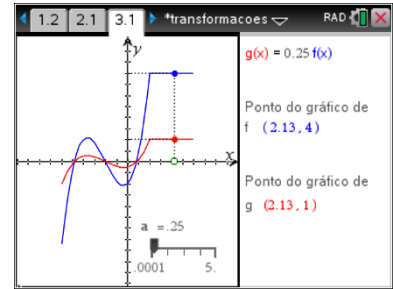 1.2 2.1 3.1 *transformacoes RAD
y
x
a =.25
.0001 5.
g(x) = 0.25 f(x)
Ponto do gráfico de
f (2.13, 4)
Ponto do gráfico de
g (2.13, 1)